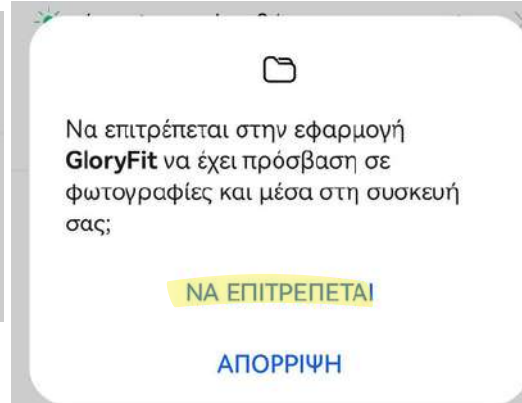 Να επιτρέπεται στην εφαρμογή
GloryFit να έχει πρόσβαση σε
φωτογραφίες και μέσα στη συσκευή
σας;
ΝΑ ΕΠΙΤΡΕΠΕΤΑΙ
ΑΠΟΡΡΙΨΗ